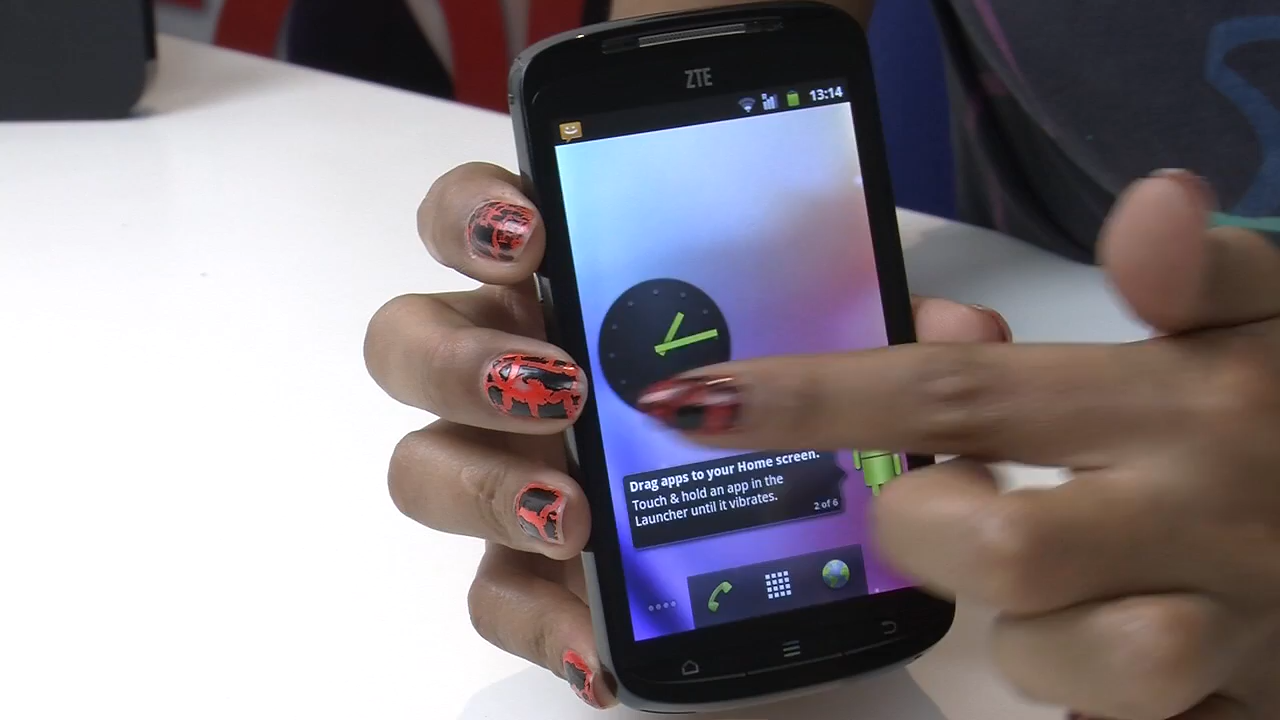 ZTE
13:14
Drag apps to your Home screen.
Touch & hold an app in the
Launcher until it vibrates.
2 of 6